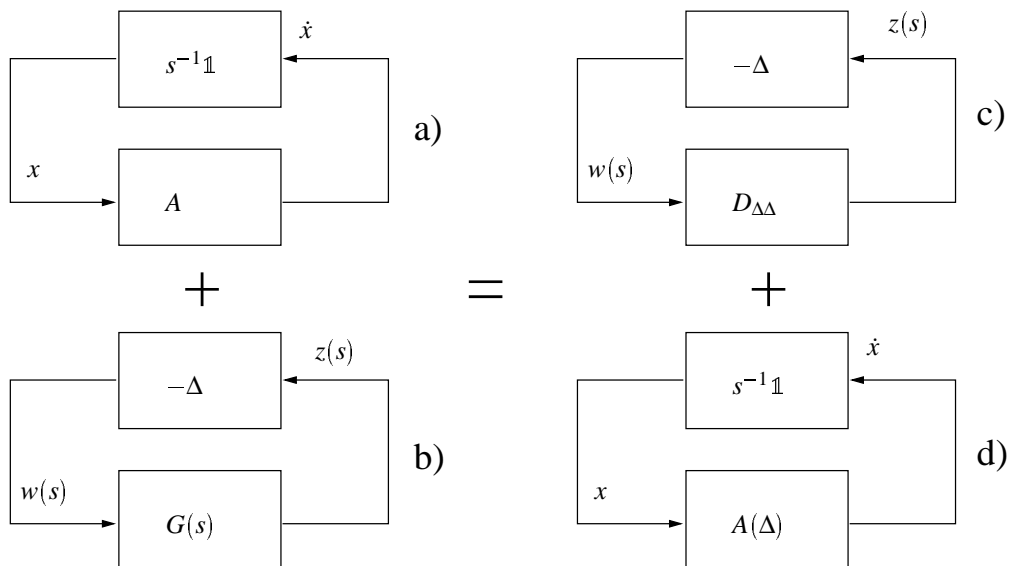 ẋ
s⁻¹𝟙
a)
x
A
+
ẋ
z(s)
−Δ
b)
w(s)
G(s)
=
z(s)
−Δ
c)
w(s)
D_ΔΔ
+
ẋ
s⁻¹𝟙
d)
x
A(Δ)